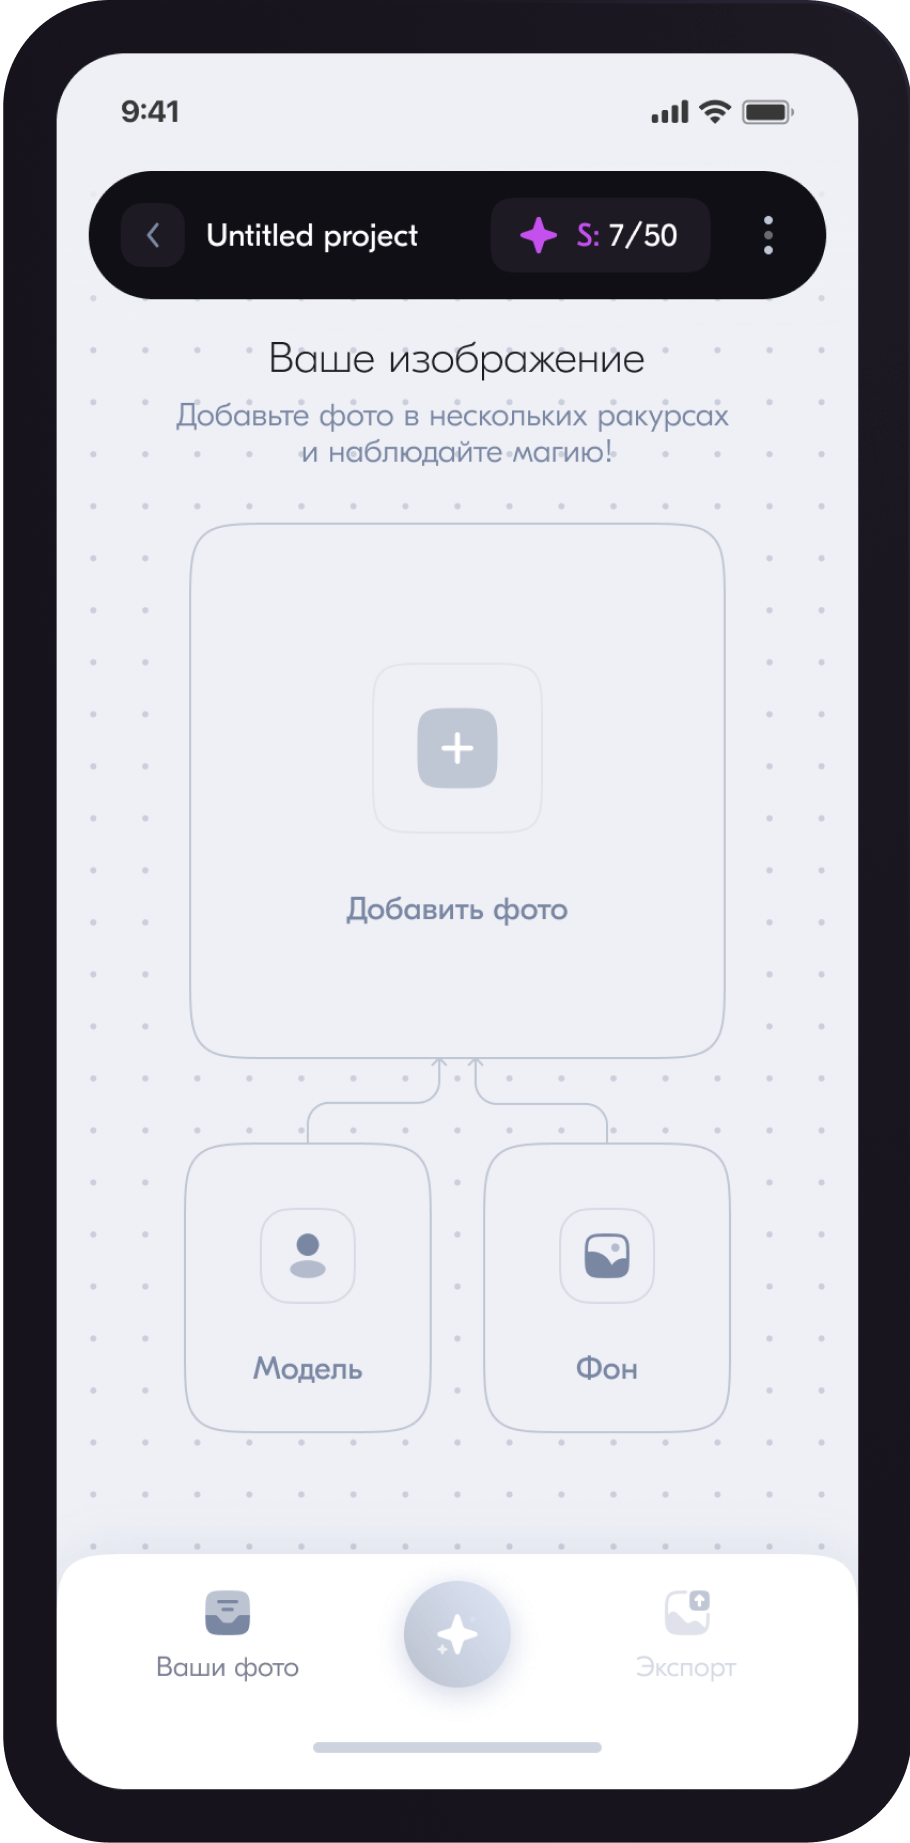 9:41
Untitled project
S: 7/50
Ваше изображение
Добавьте фото в нескольких ракурсах
и наблюдайте магию!
Добавить фото
Модель
Фон
Ваши фото
Экспорт